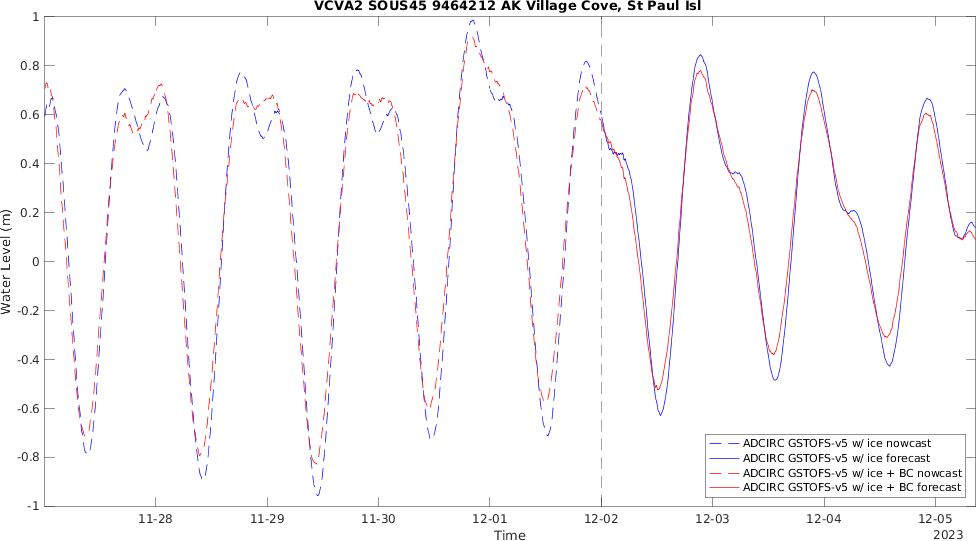 VCVA2 SOUS45 9464212 AK Village Cove, St Paul Isl
1
0.8
0.6
0.4
0.2
0
-0.2
-0.4
-0.6
-0.8
-1
Water Level (m)
ADCIRC GSTOFS-v5 w/ ice nowcast
ADCIRC GSTOFS-v5 w/ ice forecast
ADCIRC GSTOFS-v5 w/ ice + BC nowcast
ADCIRC GSTOFS-v5 w/ ice + BC forecast
11-28 11-29 11-30 12-01 12-02 12-03 12-04 12-05
Time 2023